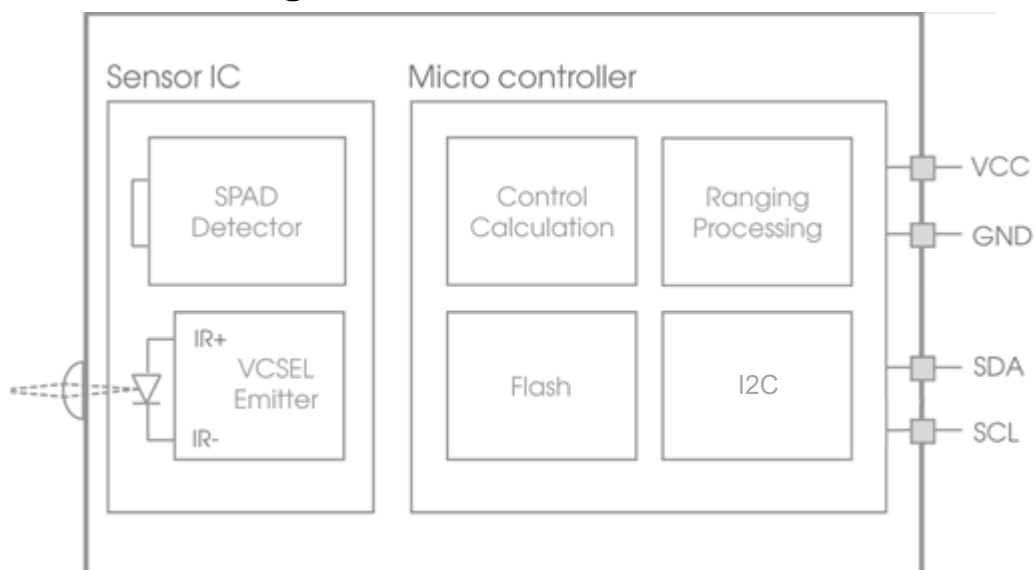 Sensor IC
Micro controller
SPAD
Detector
Control
Calculation
Ranging
Processing
VCC
GND
IR+
VCSEL
Emitter
IR-
Flash
I2C
SDA
SCL